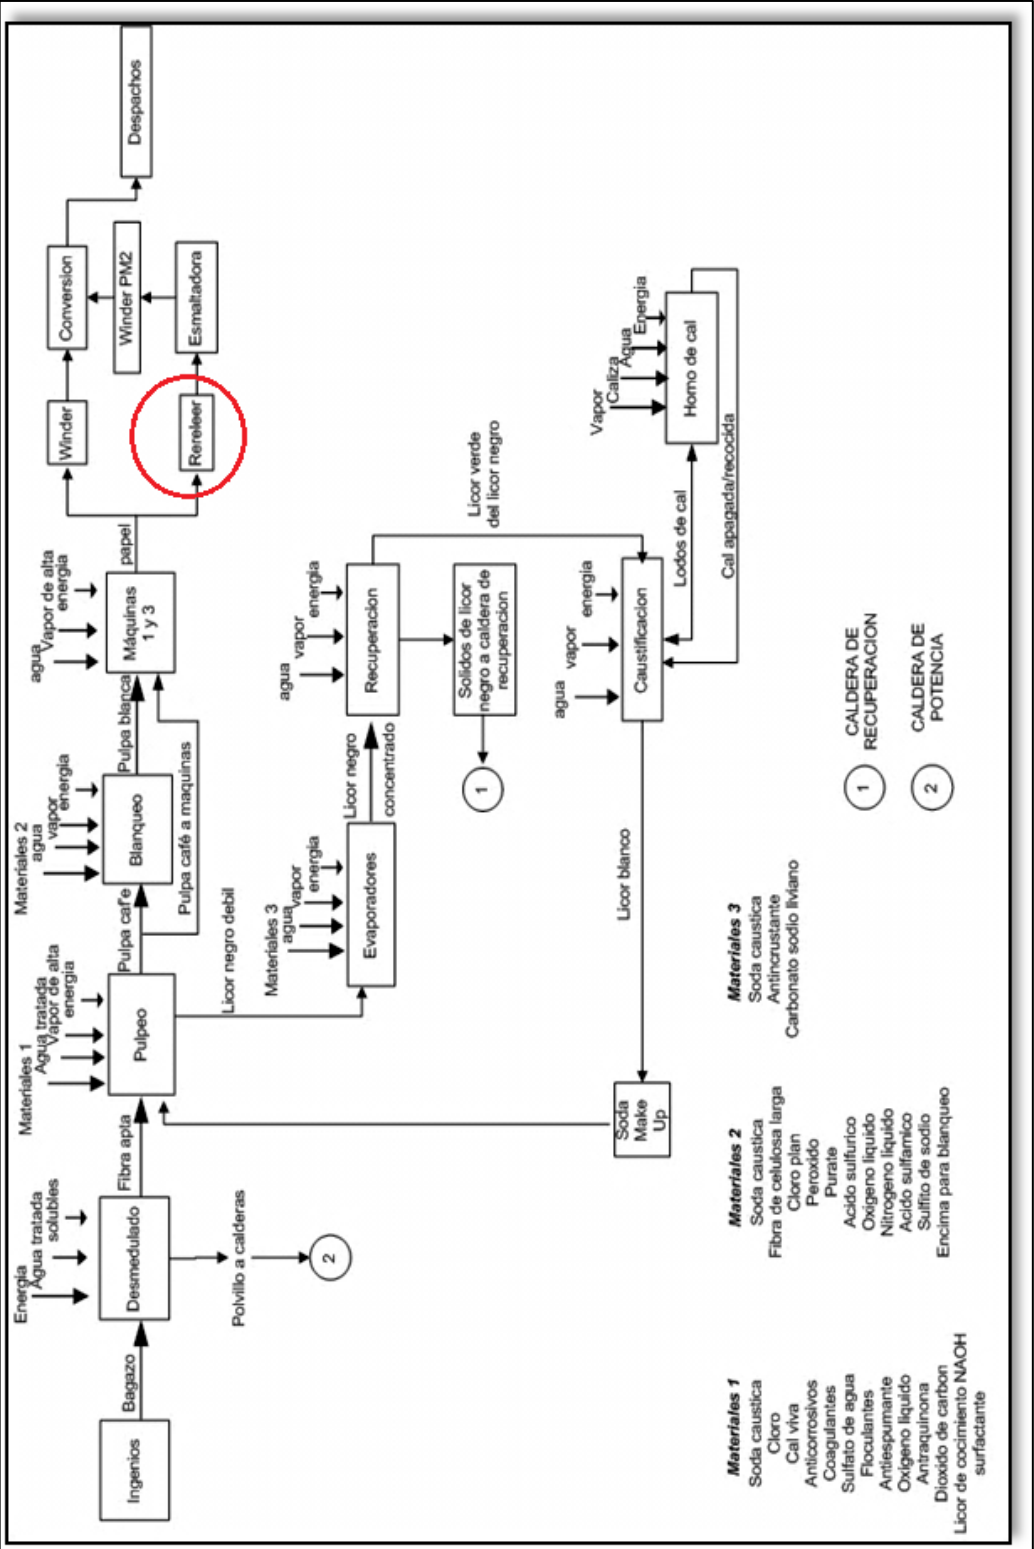 Ingenios
Bagazo
Energía
Agua tratada
solubles
Desmedulado
Polvillo a calderas
2
Fibra apta
Materiales 1
Agua tratada
Vapor de alta
energia
Pulpeo
Pulpa cafe
Pulpa café a maquinas
Licor negro debil
Materiales 2
agua
vapor
energia
Blanqueo
Pulpa blanca
agua
Vapor de alta
energia
Máquinas
1 y 3
papel
Winder
Conversion
Rereleer
Esmaltadora
Winder PM2
Despachos
Materiales 3
agua
vapor
energia
Evaporadores
Licor negro
concentrado
agua
vapor
energia
Recuperacion
Solidos de licor
negro a caldera de
recuperacion
1
Licor verde
del licor negro
agua
vapor
energia
Caustificacion
Lodos de cal
Cal apagada/recocida
Vapor
Caliza
Agua
Energia
Horno de cal
Licor blanco
Soda
Make
Up
Materiales 1
Soda caustica
Cloro
Cal viva
Anticorrosivos
Coagulantes
Sulfato de agua
Floculantes
Antiespumante
Oxigeno liquido
Antraquinona
Dioxido de carbon
Licor de cocimiento NAOH
surfactante
Materiales 2
Soda caustica
Fibra de celulosa larga
Cloro plan
Peroxido
Purate
Acido sulfurico
Oxigeno liquido
Nitrogeno liquido
Acido sulfamico
Sulfito de sodio
Encima para blanqueo
Materiales 3
Soda caustica
Antincrustante
Carbonato sodio liviano
1
CALDERA DE
RECUPERACION
2
CALDERA DE
POTENCIA